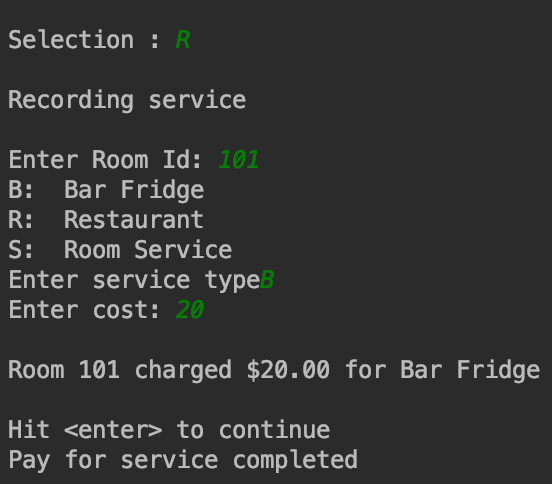 Selection : R
Recording service
Enter Room Id: 101
B:  Bar Fridge
R:  Restaurant
S:  Room Service
Enter service typeB
Enter cost: 20
Room 101 charged $20.00 for Bar Fridge
Hit <enter> to continue
Pay for service completed